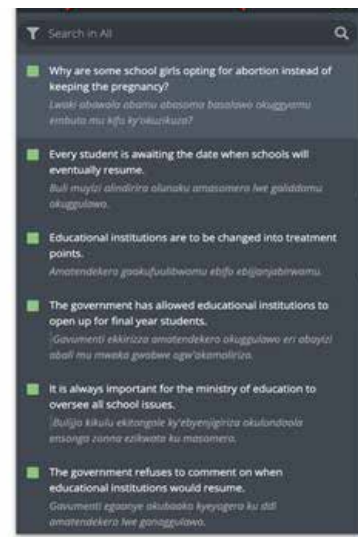 Search in All
Why are some school girls opting for abortion instead of
keeping the pregnancy?
Lwaki abawala abamu abasoma basalawo okuggyamu
embuto mu kifo ky'okuzikuza?
Every student is awaiting the date when schools will
eventually resume.
Buli muyizi alindirira olunaku amasomero lwe galiddamu
okuggulawo.
Educational institutions are to be changed into treatment
points.
Amatendekero gaakufuulibwamu ebifo ebijjanjabirwamu.
The government has allowed educational institutions to
open up for final year students.
Gavumenti ekkirizza amatendekero okuggulawo eri abayizi
abali mu mwaka gwabwe ogw'akamalirizo.
It is always important for the ministry of education to
oversee all school issues.
Bulijjo kikulu ekitongole ky'ebyenjigiriza okulondoola
ensonga zonna ezikwata ku masomero.
The government refuses to comment on when
educational institutions would resume.
Gavumenti egaanye okubaako kyeyogera ku ddi
amatendekero lwe ganaggulawo.